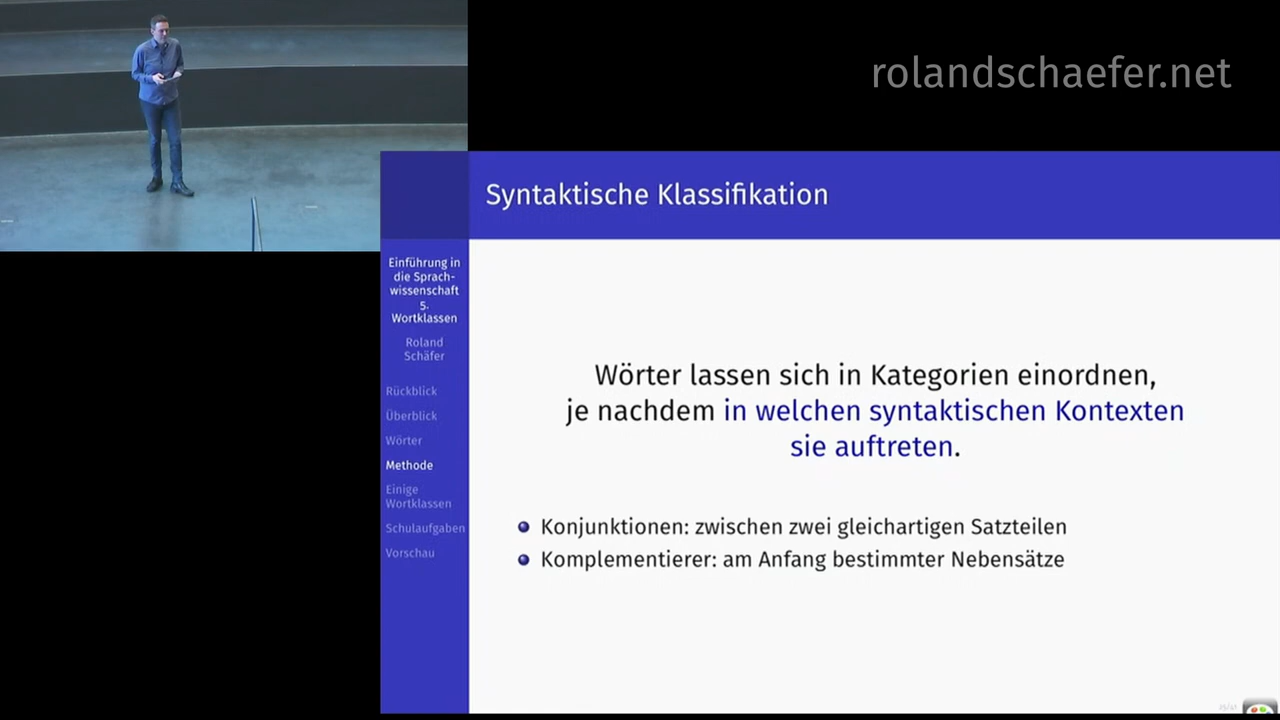 rolandschaefer.net
Syntaktische Klassifikation
Einführung in
die Sprach-
wissenschaft
5.
Wortklassen
Roland
Schäfer
Rückblick
Überblick
Wörter
Methode
Einige
Wortklassen
Schulaufgaben
Vorschau
Wörter lassen sich in Kategorien einordnen,
je nachdem in welchen syntaktischen Kontexten
sie auftreten.
Konjunktionen: zwischen zwei gleichartigen Satzteilen
Komplementierer: am Anfang bestimmter Nebensätze